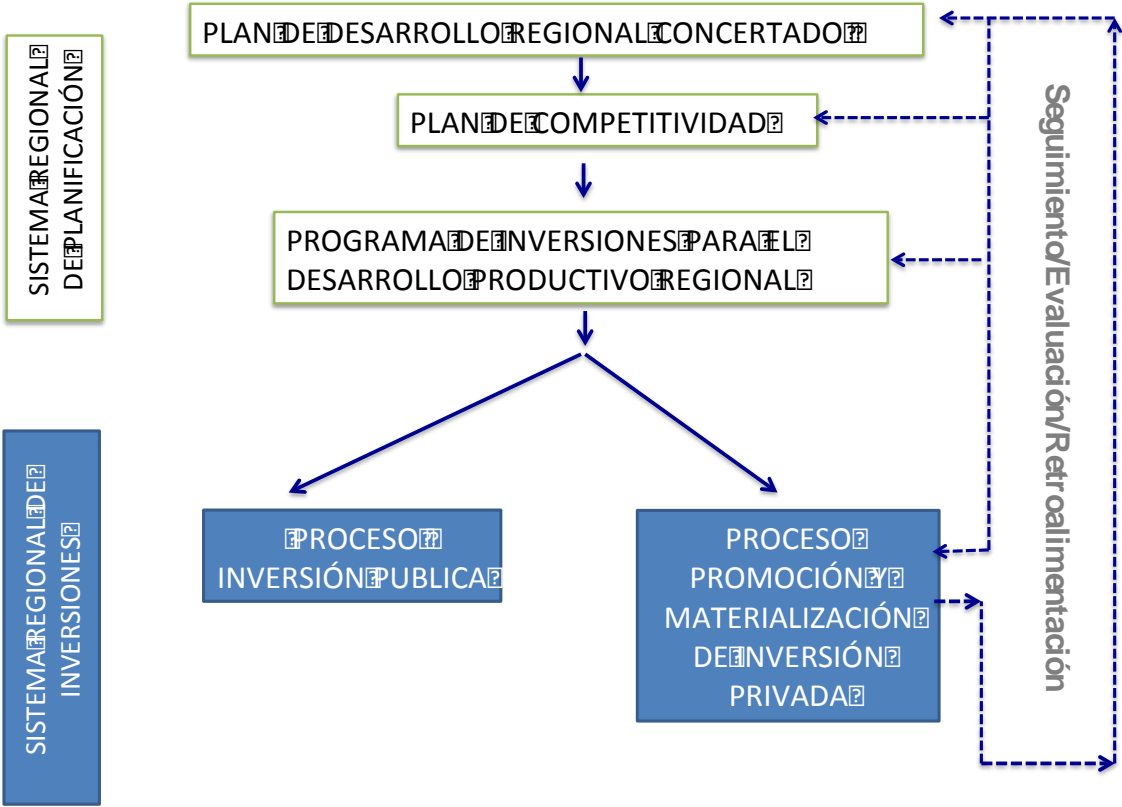 PLAN DE DESARROLLO REGIONAL CONCERTADO
SISTEMA REGIONAL
DE PLANIFICACIÓN
PLAN DE COMPETITIVIDAD
PROGRAMA DE INVERSIONES PARA EL
DESARROLLO PRODUCTIVO REGIONAL
Seguimiento/Evaluación/Retroalimentación
SISTEMA REGIONAL DE
INVERSIONES
PROCESO
INVERSIÓN PUBLICA
PROCESO
PROMOCIÓN Y
MATERIALIZACIÓN
DE INVERSIÓN
PRIVADA